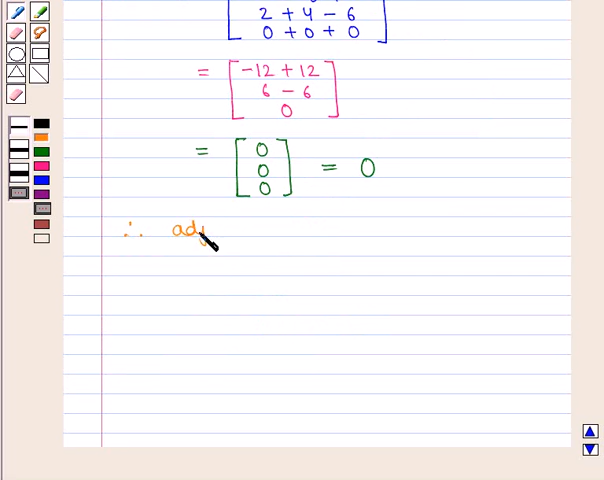 2 + 4 - 6
0 + 0 + 0
= [ -12 + 12
6 - 6
0 ]
= [ 0
0
0 ] = 0
∴ adj